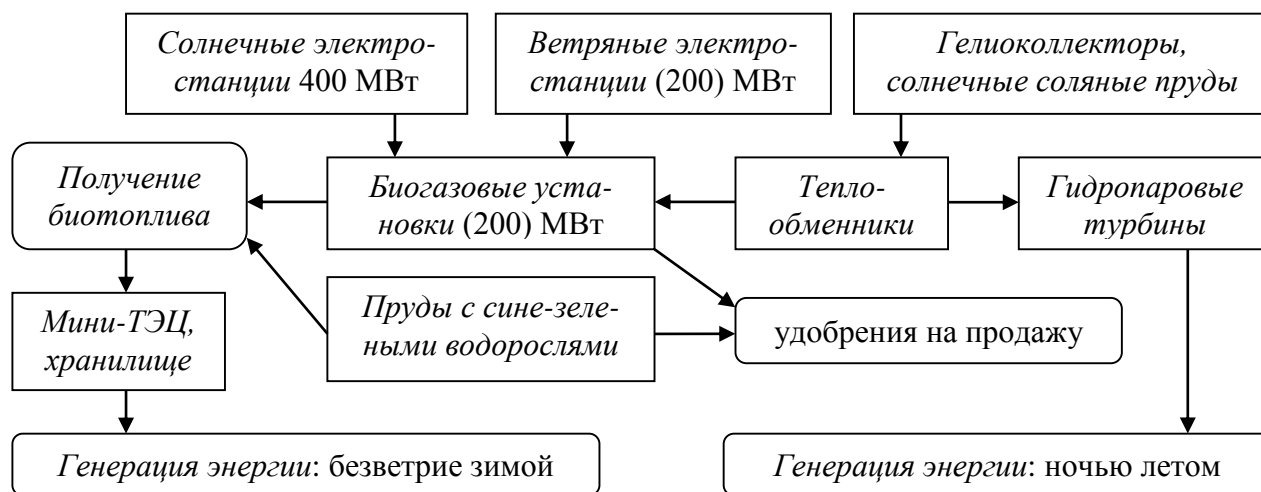 Солнечные электро-
станции 400 МВт
Ветряные электро-
станции (200) МВт
Гелиоколлекторы,
солнечные соляные пруды
Получение
биотоплива
Биогазовые уста-
новки (200) МВт
Тепло-
обменники
Гидропаровые
турбины
Мини-ТЭЦ,
хранилище
Пруды с сине-зеле-
ными водорослями
удобрения на продажу
Генерация энергии: безветрие зимой
Генерация энергии: ночью летом